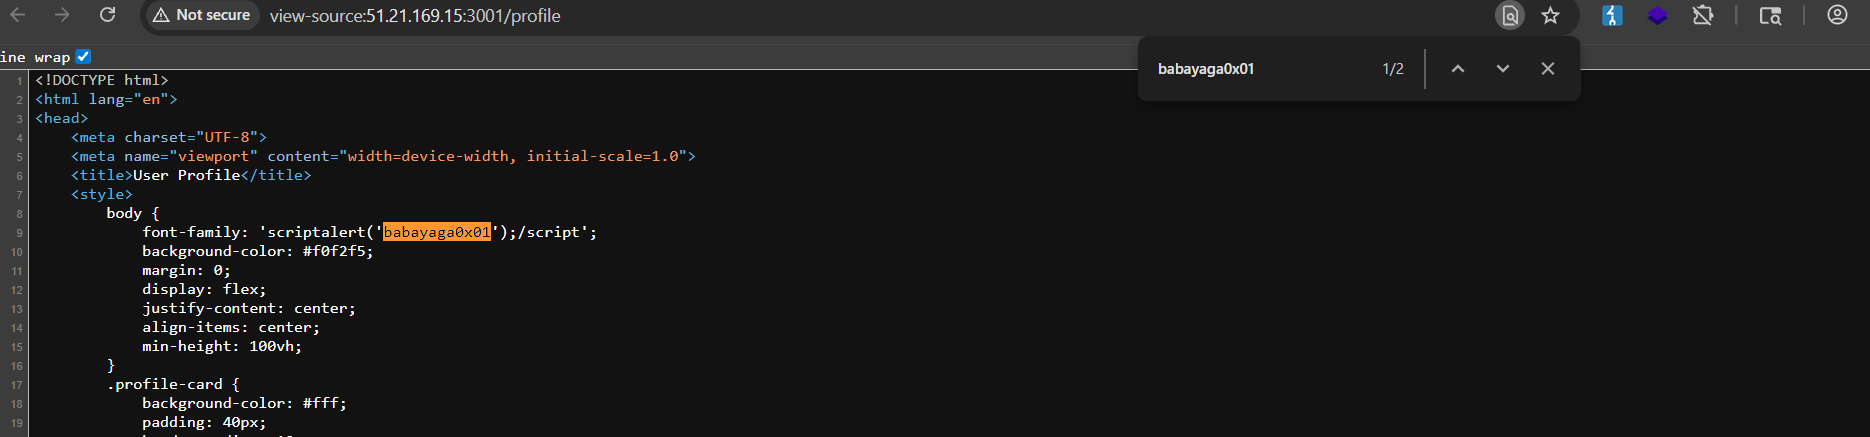 Not secure view-source:51.21.169.15:3001/profile
babayaga0x01 1/2
ine wrap
1 <!DOCTYPE html>
2 <html lang="en">
3 <head>
4 <meta charset="UTF-8">
5 <meta name="viewport" content="width=device-width, initial-scale=1.0">
6 <title>User Profile</title>
7 <style>
8 body {
9 font-family: 'scriptalert('babayaga0x01');/script';
10 background-color: #f0f2f5;
11 margin: 0;
12 display: flex;
13 justify-content: center;
14 align-items: center;
15 min-height: 100vh;
16 }
17 .profile-card {
18 background-color: #fff;
19 padding: 40px;